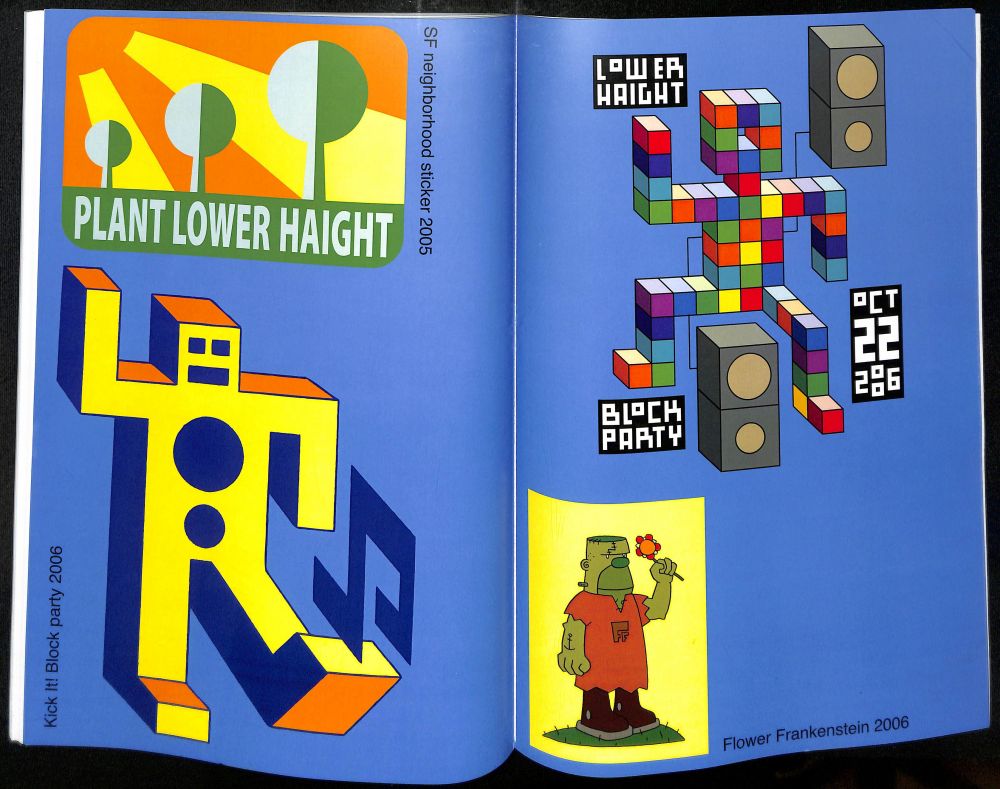 PLANT LOWER HAIGHT
SF neighborhood sticker 2005
Kick It! Block party 2006
LOWER
HAIGHT
OCT
22
2006
BLOCK
PARTY
FF
Flower Frankenstein 2006